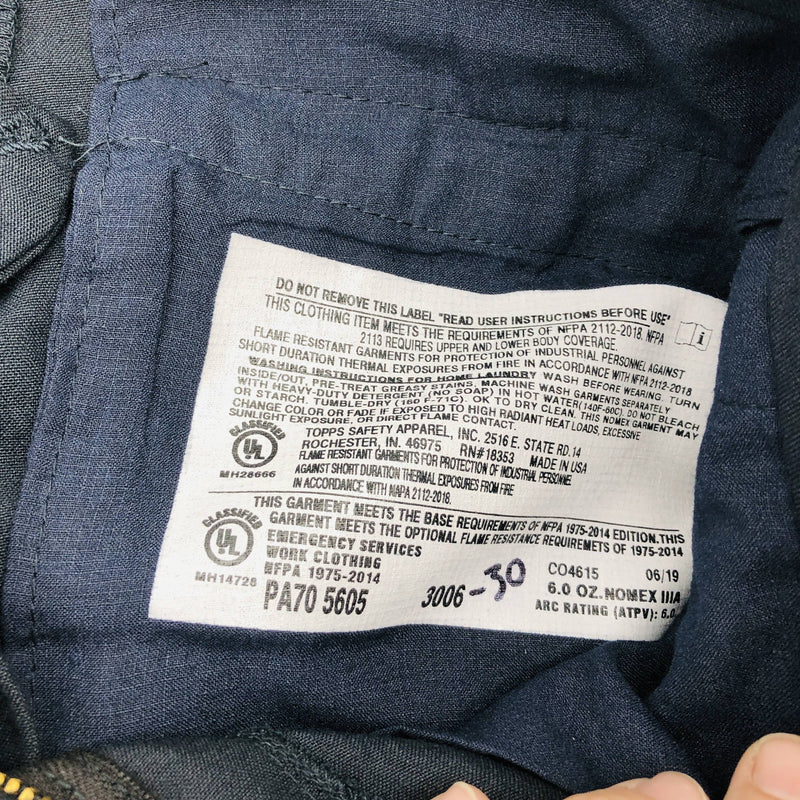 DO NOT REMOVE THIS LABEL "READ USER INSTRUCTIONS BEFORE USE"
THIS CLOTHING ITEM MEETS THE REQUIREMENTS OF NFPA 2112-2018. NFPA
2113 REQUIRES UPPER AND LOWER BODY COVERAGE.
FLAME RESISTANT GARMENTS FOR PROTECTION OF INDUSTRIAL PERSONNEL AGAINST
SHORT DURATION THERMAL EXPOSURES FROM FIRE IN ACCORDANCE WITH NFPA 2112-2018
WASHING INSTRUCTIONS FOR HOME LAUNDRY WASH BEFORE WEARING. TURN
INSIDE/OUT, PRE-TREAT GREASY STAINS, MACHINE WASH GARMENTS SEPARATELY
WITH HEAVY-DUTY DETERGENT (NO SOAP) IN HOT WATER (140F-60C). DO NOT BLEACH
OR STARCH. TUMBLE-DRY (160 F-71C). OK TO DRY CLEAN. THIS NOMEX GARMENT MAY
CHANGE COLOR OR FADE IF EXPOSED TO HIGH RADIANT HEAT LOADS, EXCESSIVE
SUNLIGHT EXPOSURE, OR DIRECT FLAME CONTACT.
CLASSIFIED
UL
MH28666
TOPPS SAFETY APPAREL, INC. 2516 E. STATE RD. 14
ROCHESTER, IN. 46975 RN#18353 MADE IN USA
FLAME RESISTANT GARMENTS FOR PROTECTION OF INDUSTRIAL PERSONNEL
AGAINST SHORT DURATION THERMAL EXPOSURES FROM FIRE
IN ACCORDANCE WITH NAPA 2112-2018.
THIS GARMENT MEETS THE BASE REQUIREMENTS OF NFPA 1975-2014 EDITION.THIS
GARMENT MEETS THE OPTIONAL FLAME RESISTANCE REQUIREMETS OF 1975-2014
CLASSIFIED
UL
MH14728
EMERGENCY SERVICES
WORK CLOTHING
NFPA 1975-2014
PA70 5605
3006-30
CO4615 06/19
6.0 OZ. NOMEX IIIA
ARC RATING (ATPV): 6.0